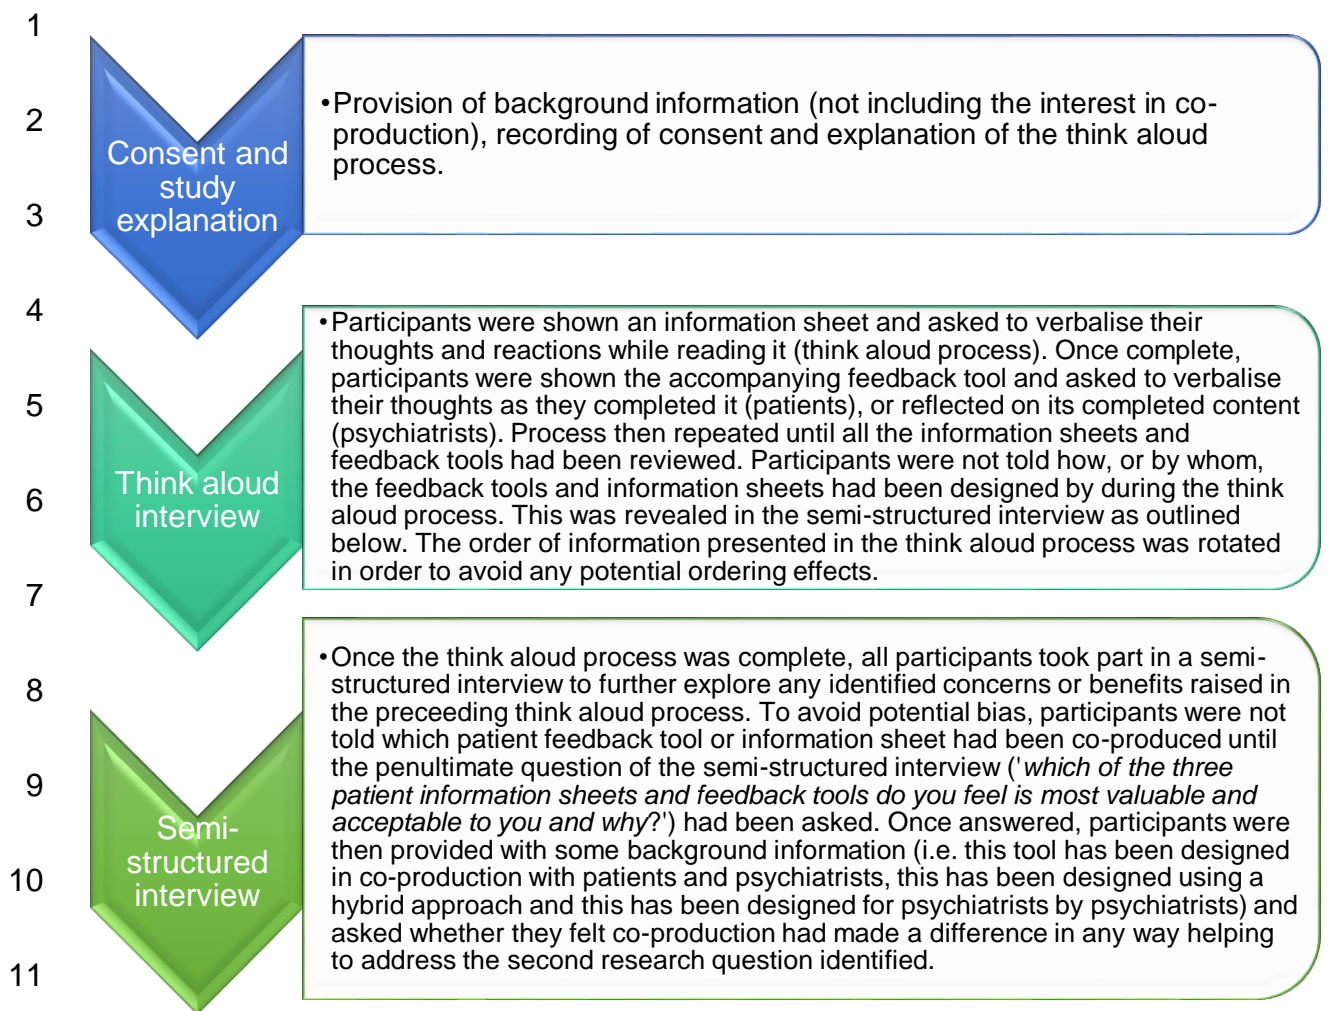 1
2
3
4
5
6
7
8
9
10
11
Consent and
study
explanation
•Provision of background information (not including the interest in co-
production), recording of consent and explanation of the think aloud
process.
Think aloud
interview
•Participants were shown an information sheet and asked to verbalise their
thoughts and reactions while reading it (think aloud process). Once complete,
participants were shown the accompanying feedback tool and asked to verbalise
their thoughts as they completed it (patients), or reflected on its completed content
(psychiatrists). Process then repeated until all the information sheets and
feedback tools had been reviewed. Participants were not told how, or by whom,
the feedback tools and information sheets had been designed by during the think
aloud process. This was revealed in the semi-structured interview as outlined
below. The order of information presented in the think aloud process was rotated
in order to avoid any potential ordering effects.
Semi-
structured
interview
•Once the think aloud process was complete, all participants took part in a semi-
structured interview to further explore any identified concerns or benefits raised in
the preceeding think aloud process. To avoid potential bias, participants were not
told which patient feedback tool or information sheet had been co-produced until
the penultimate question of the semi-structured interview ('which of the three
patient information sheets and feedback tools do you feel is most valuable and
acceptable to you and why?') had been asked. Once answered, participants were
then provided with some background information (i.e. this tool has been designed
in co-production with patients and psychiatrists, this has been designed using a
hybrid approach and this has been designed for psychiatrists by psychiatrists) and
asked whether they felt co-production had made a difference in any way helping
to address the second research question identified.